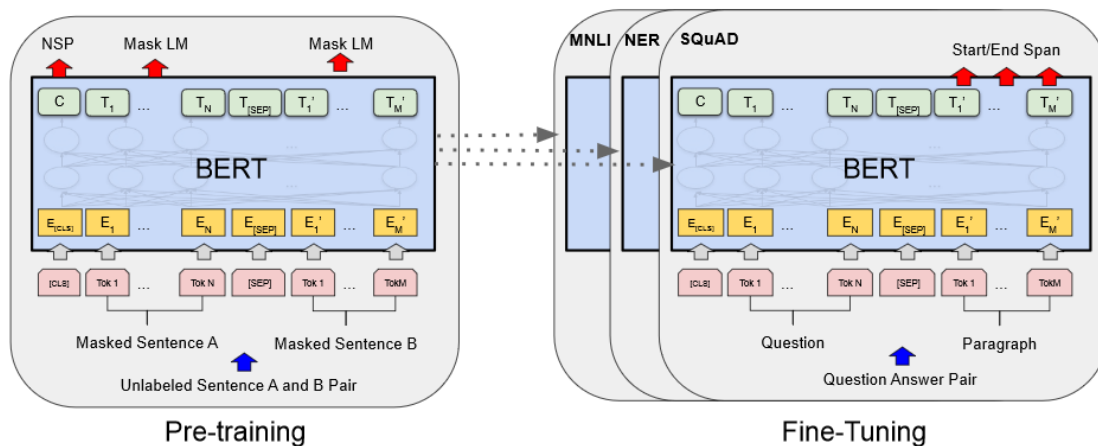 NSP Mask LM Mask LM
C T1 ... TN T[SEP] T1' ... TM'
BERT
E[CLS] E1 ... EN E[SEP] E1' ... EM'
[CLS] Tok 1 ... Tok N [SEP] Tok 1 ... TokM
Masked Sentence A Masked Sentence B
Unlabeled Sentence A and B Pair
Pre-training
MNLI NER SQuAD
Start/End Span
C T1 ... TN T[SEP] T1' ... TM'
BERT
E[CLS] E1 ... EN E[SEP] E1' ... EM'
[CLS] Tok 1 ... Tok N [SEP] Tok 1 ... TokM
Question Paragraph
Question Answer Pair
Fine-Tuning